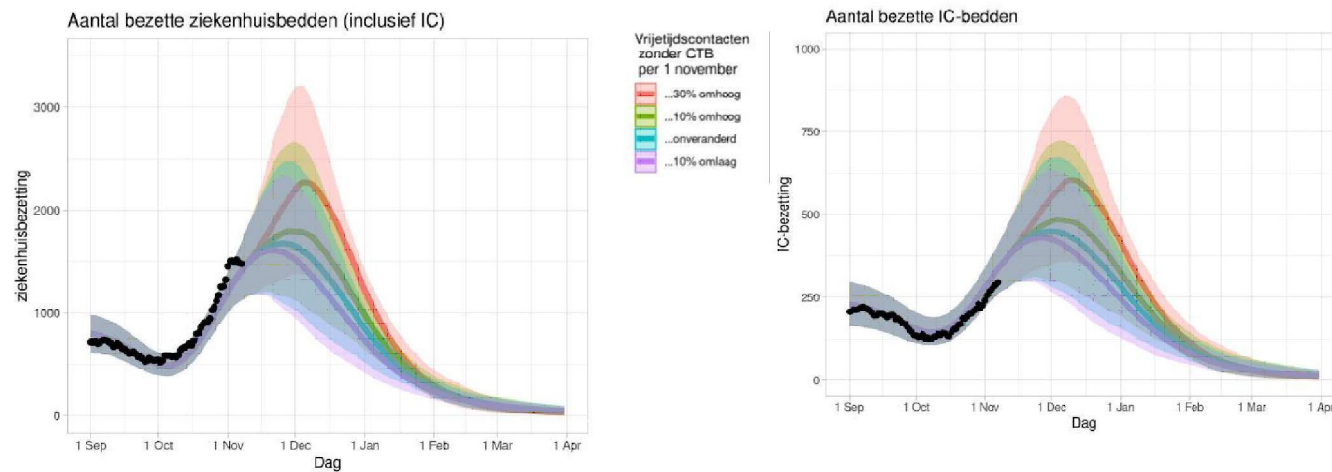 Aantal bezette ziekenhuisbedden (inclusief IC)
ziekenhuisbezetting
3000
2000
1000
0
1 Sep
1 Oct
1 Nov
1 Dec
1 Jan
1 Feb
1 Mar
1 Apr
Dag
Vrijetijdscontacten
zonder CTB
per 1 november
...30% omhoog
...10% omhoog
...onveranderd
...10% omlaag
Aantal bezette IC-bedden
IC-bezetting
1000
750
500
250
0
1 Sep
1 Oct
1 Nov
1 Dec
1 Jan
1 Feb
1 Mar
1 Apr
Dag